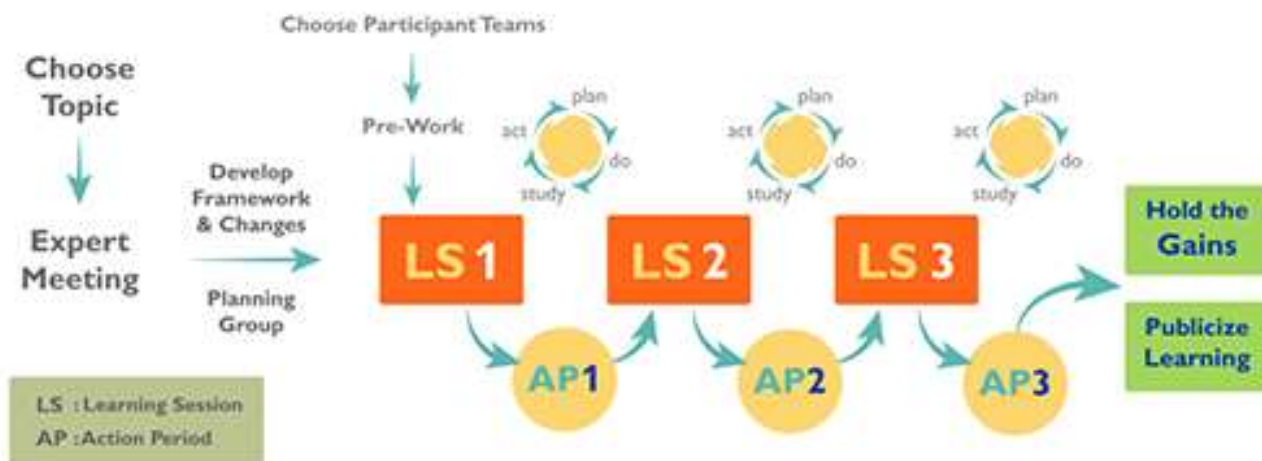 Choose Participant Teams
Choose
Topic
Pre-Work
Expert
Meeting
Develop
Framework
& Changes
Planning
Group
plan
do
study
act
plan
do
study
act
plan
do
study
act
LS 1
LS 2
LS 3
AP1
AP2
AP3
Hold the
Gains
Publicize
Learning
LS : Learning Session
AP : Action Period